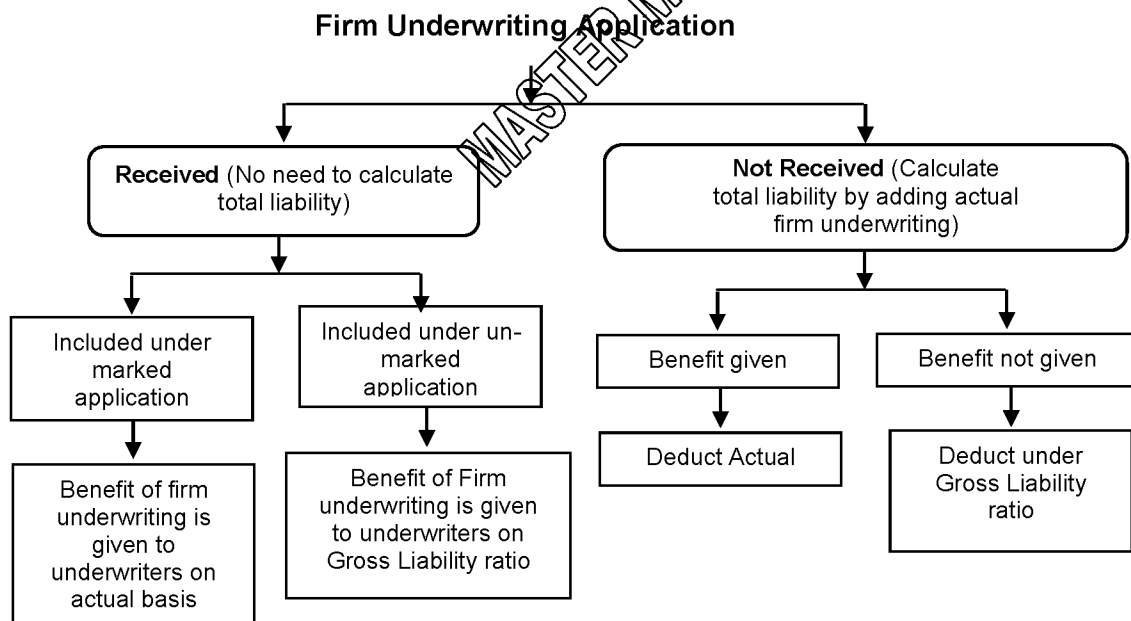 Firm Underwriting Application
MASTER M
Received (No need to calculate
total liability)
Not Received (Calculate
total liability by adding actual
firm underwriting)
Included under
marked
application
Included under un-
marked
application
Benefit given
Benefit not given
Benefit of firm
underwriting is
given to
underwriters on
actual basis
Benefit of Firm
underwriting is given
to underwriters on
Gross Liability ratio
Deduct Actual
Deduct under
Gross Liability
ratio